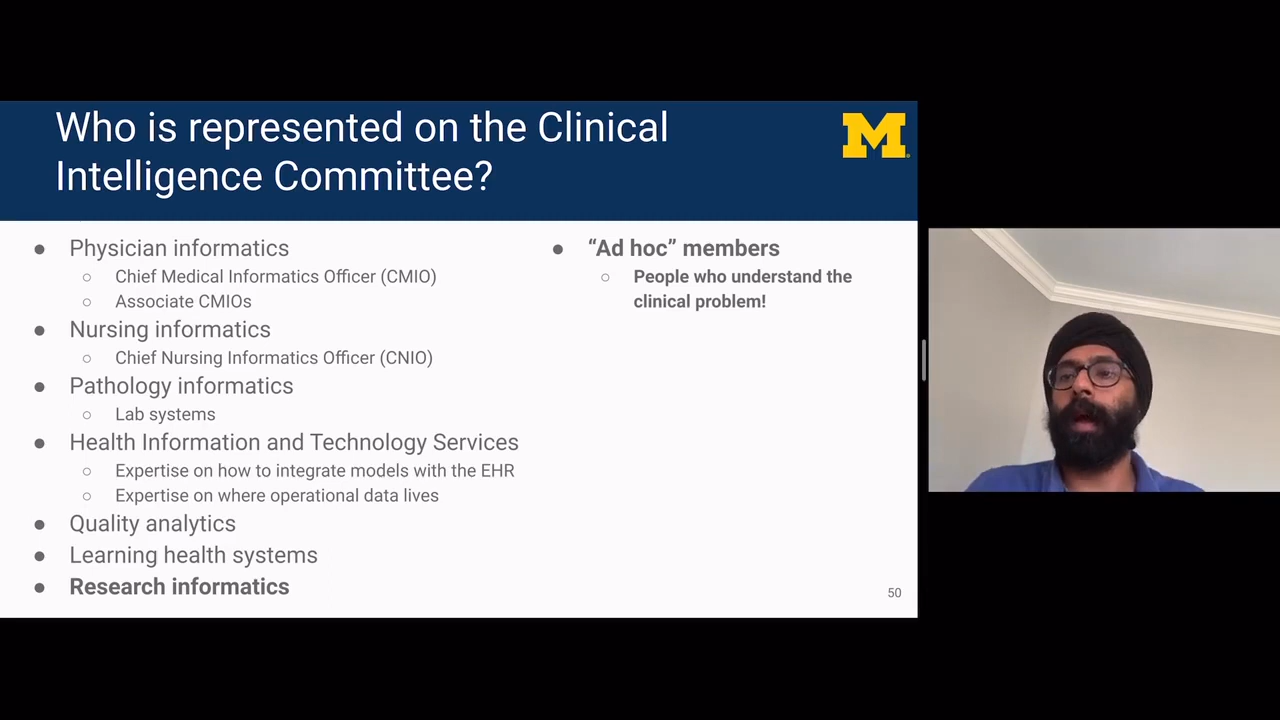 Who is represented on the Clinical
Intelligence Committee?
M
● Physician informatics
○ Chief Medical Informatics Officer (CMIO)
○ Associate CMIOs
● Nursing informatics
○ Chief Nursing Informatics Officer (CNIO)
● Pathology informatics
○ Lab systems
● Health Information and Technology Services
○ Expertise on how to integrate models with the EHR
○ Expertise on where operational data lives
● Quality analytics
● Learning health systems
● Research informatics
● “Ad hoc” members
○ People who understand the
clinical problem!
50